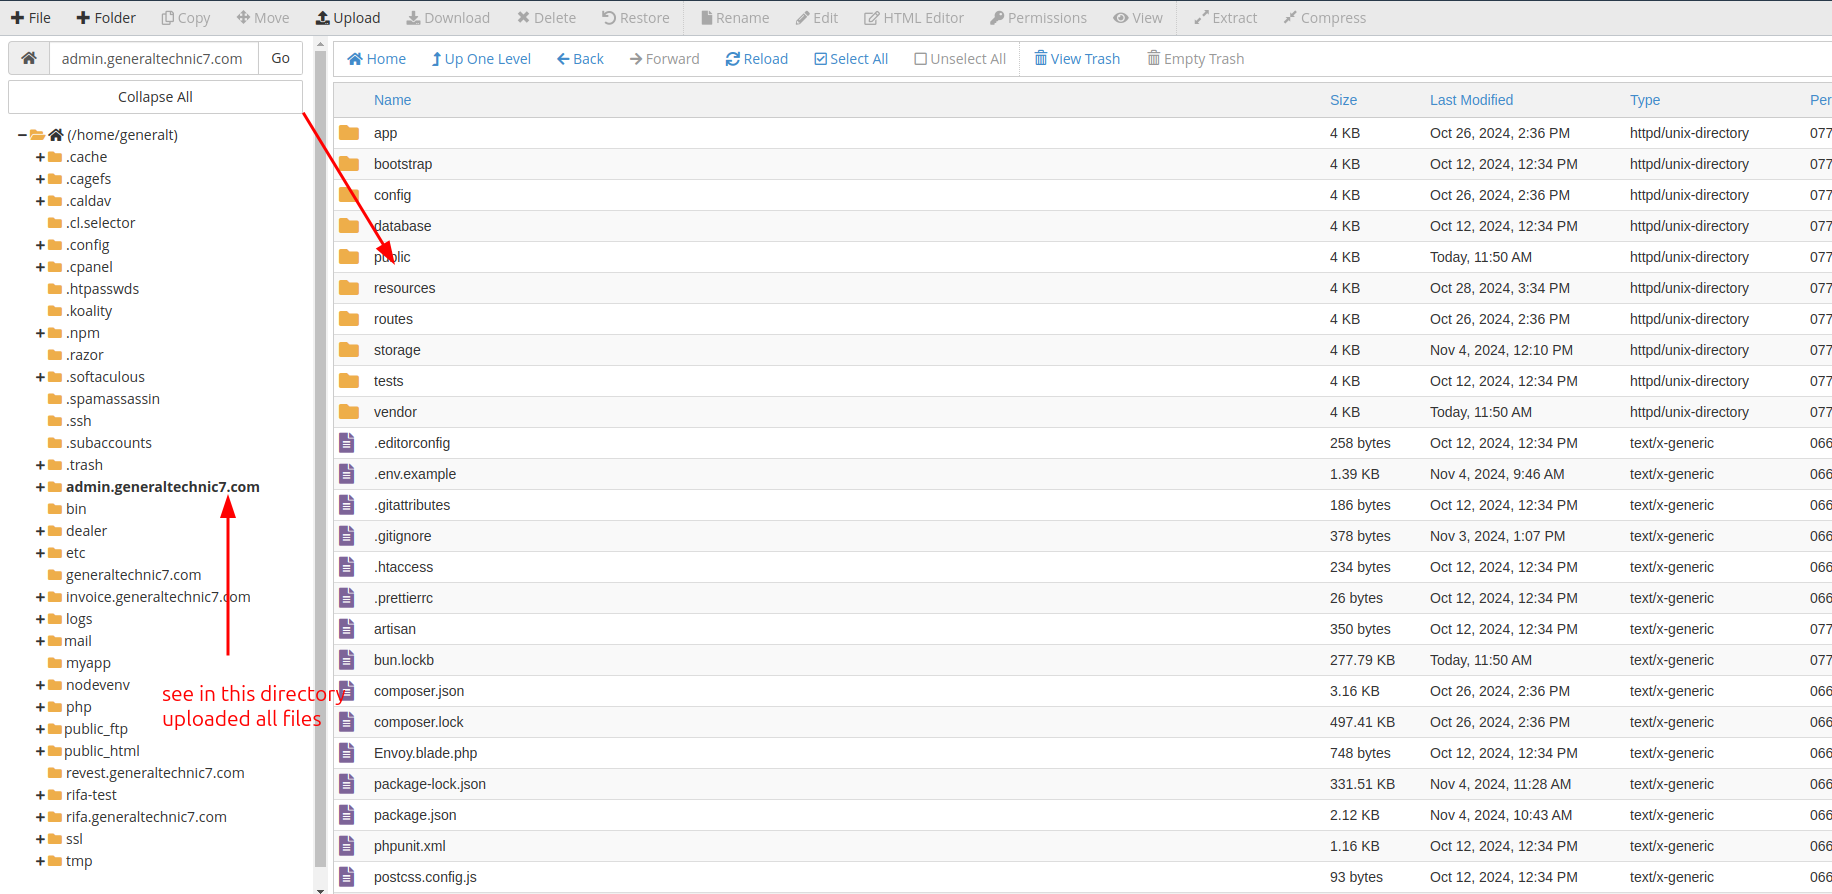 File Folder Copy Move Upload Download Delete Restore Rename Edit HTML Editor Permissions View Extract Compress
admin.generaltechnic7.com Go
Collapse All
(/home/generalt)
.cache
.cagefs
.caldav
.cl.selector
.config
.cpanel
.htpasswds
.koality
.npm
.razor
.softaculous
.spamassassin
.ssh
.subaccounts
.trash
admin.generaltechnic7.com
bin
dealer
etc
generaltechnic7.com
invoice.generaltechnic7.com
logs
mail
myapp
nodevenv
php
public_ftp
public_html
revest.generaltechnic7.com
rifa-test
rifa.generaltechnic7.com
ssl
tmp
see in this directory
uploaded all files
Home Up One Level Back Forward Reload Select All Unselect All View Trash Empty Trash
Name Size Last Modified Type Per
app 4 KB Oct 26, 2024, 2:36 PM httpd/unix-directory 077
bootstrap 4 KB Oct 12, 2024, 12:34 PM httpd/unix-directory 077
config 4 KB Oct 26, 2024, 2:36 PM httpd/unix-directory 077
database 4 KB Oct 12, 2024, 12:34 PM httpd/unix-directory 077
public 4 KB Today, 11:50 AM httpd/unix-directory 077
resources 4 KB Oct 28, 2024, 3:34 PM httpd/unix-directory 077
routes 4 KB Oct 26, 2024, 2:36 PM httpd/unix-directory 077
storage 4 KB Nov 4, 2024, 12:10 PM httpd/unix-directory 077
tests 4 KB Oct 12, 2024, 12:34 PM httpd/unix-directory 077
vendor 4 KB Today, 11:50 AM httpd/unix-directory 077
.editorconfig 258 bytes Oct 12, 2024, 12:34 PM text/x-generic 066
.env.example 1.39 KB Nov 4, 2024, 9:46 AM text/x-generic 066
.gitattributes 186 bytes Oct 12, 2024, 12:34 PM text/x-generic 066
.gitignore 378 bytes Nov 3, 2024, 1:07 PM text/x-generic 066
.htaccess 234 bytes Oct 12, 2024, 12:34 PM text/x-generic 066
.prettierrc 26 bytes Oct 12, 2024, 12:34 PM text/x-generic 066
artisan 350 bytes Oct 12, 2024, 12:34 PM text/x-generic 077
bun.lockb 277.79 KB Today, 11:50 AM text/x-generic 077
composer.json 3.16 KB Oct 26, 2024, 2:36 PM text/x-generic 066
composer.lock 497.41 KB Oct 26, 2024, 2:36 PM text/x-generic 066
Envoy.blade.php 748 bytes Oct 12, 2024, 12:34 PM text/x-generic 066
package-lock.json 331.51 KB Nov 4, 2024, 11:28 AM text/x-generic 066
package.json 2.12 KB Nov 4, 2024, 10:43 AM text/x-generic 066
phpunit.xml 1.16 KB Oct 12, 2024, 12:34 PM text/x-generic 066
postcss.config.js 93 bytes Oct 12, 2024, 12:34 PM text/x-generic 066